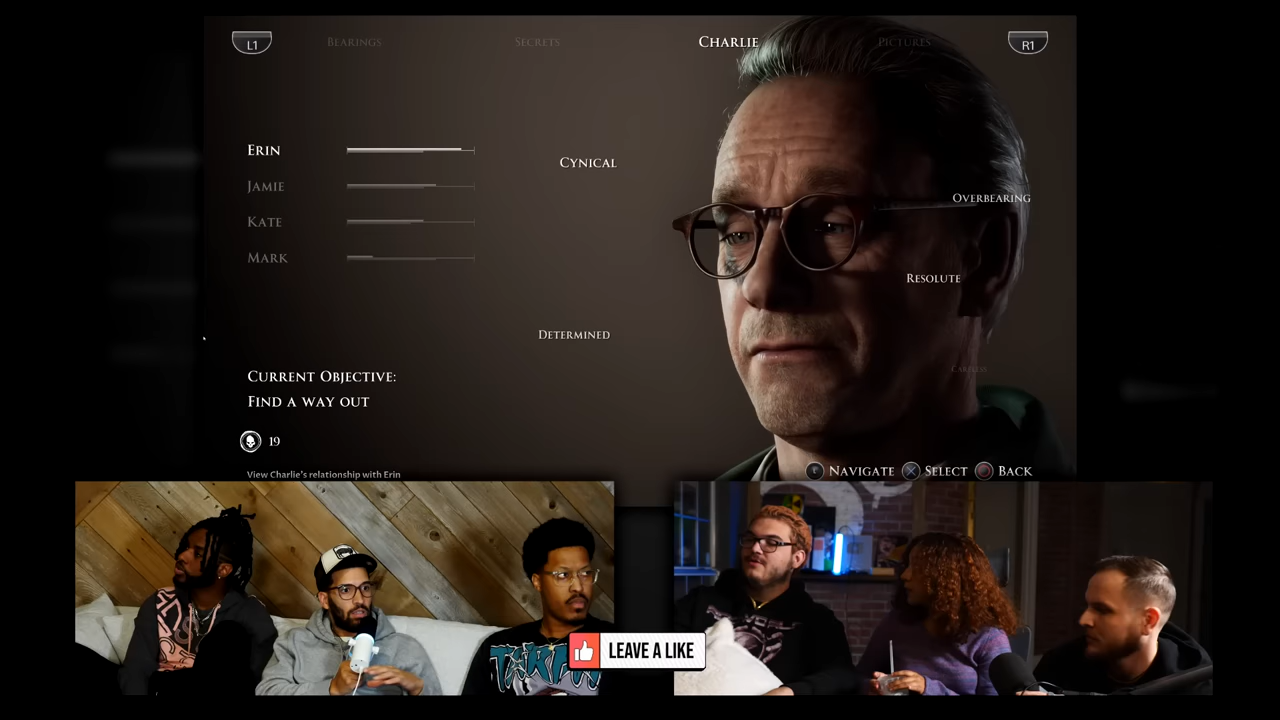 L1
BEARINGS
SECRETS
CHARLIE
PICTURES
R1
ERIN
JAMIE
KATE
MARK
CYNICAL
OVERBEARING
RESOLUTE
DETERMINED
CARELESS
CURRENT OBJECTIVE:
FIND A WAY OUT
19
View Charlie's relationship with Erin
L NAVIGATE SELECT BACK
LEAVE A LIKE